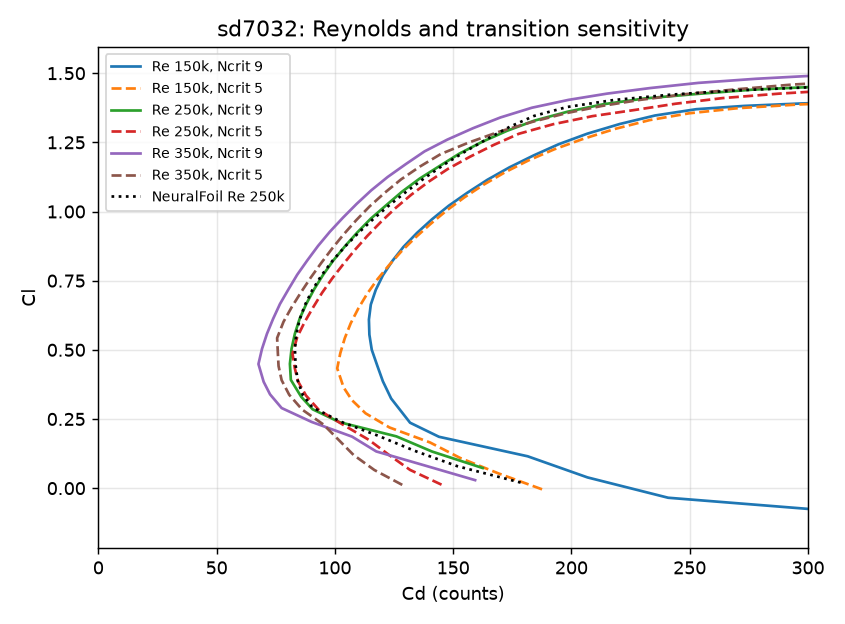 sd7032: Reynolds and transition sensitivity
Re 150k, Ncrit 9
Re 150k, Ncrit 5
Re 250k, Ncrit 9
Re 250k, Ncrit 5
Re 350k, Ncrit 9
Re 350k, Ncrit 5
NeuralFoil Re 250k
Cl
1.50
1.25
1.00
0.75
0.50
0.25
0.00
0 50 100 150 200 250 300
Cd (counts)